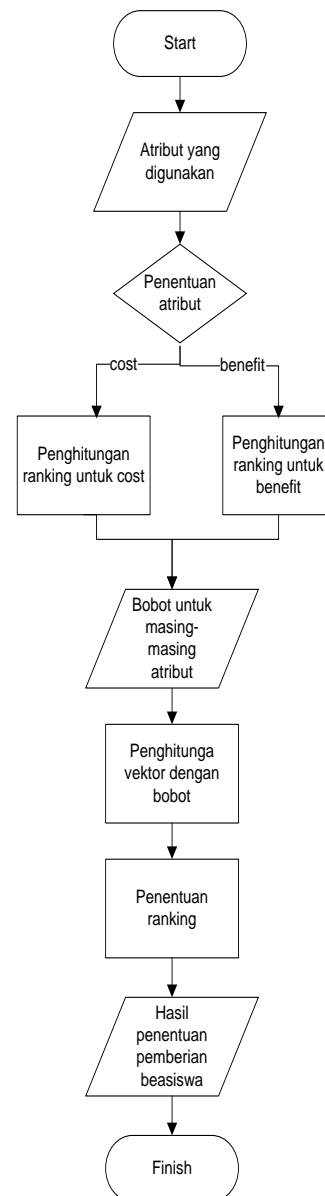 Start
Atribut yang
digunakan
Penentuan
atribut
cost
benefit
Penghitungan
ranking untuk cost
Penghitungan
ranking untuk
benefit
Bobot untuk
masing-
masing
atribut
Penghitunga
vektor dengan
bobot
Penentuan
ranking
Hasil
penentuan
pemberian
beasiswa
Finish